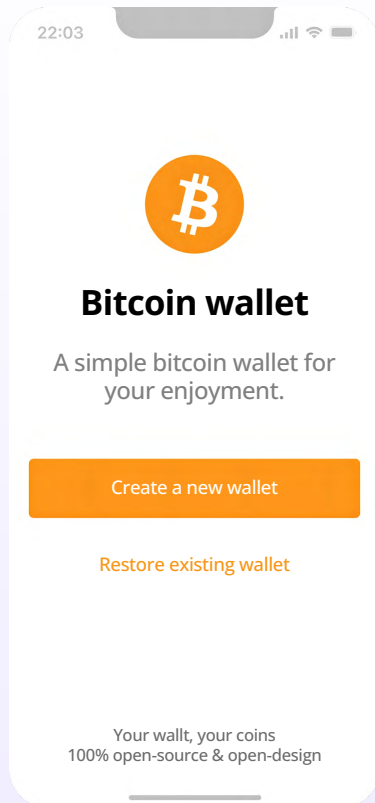 22:03
Bitcoin wallet
A simple bitcoin wallet for
your enjoyment.
Create a new wallet
Restore existing wallet
Your wallt, your coins
100% open-source & open-design